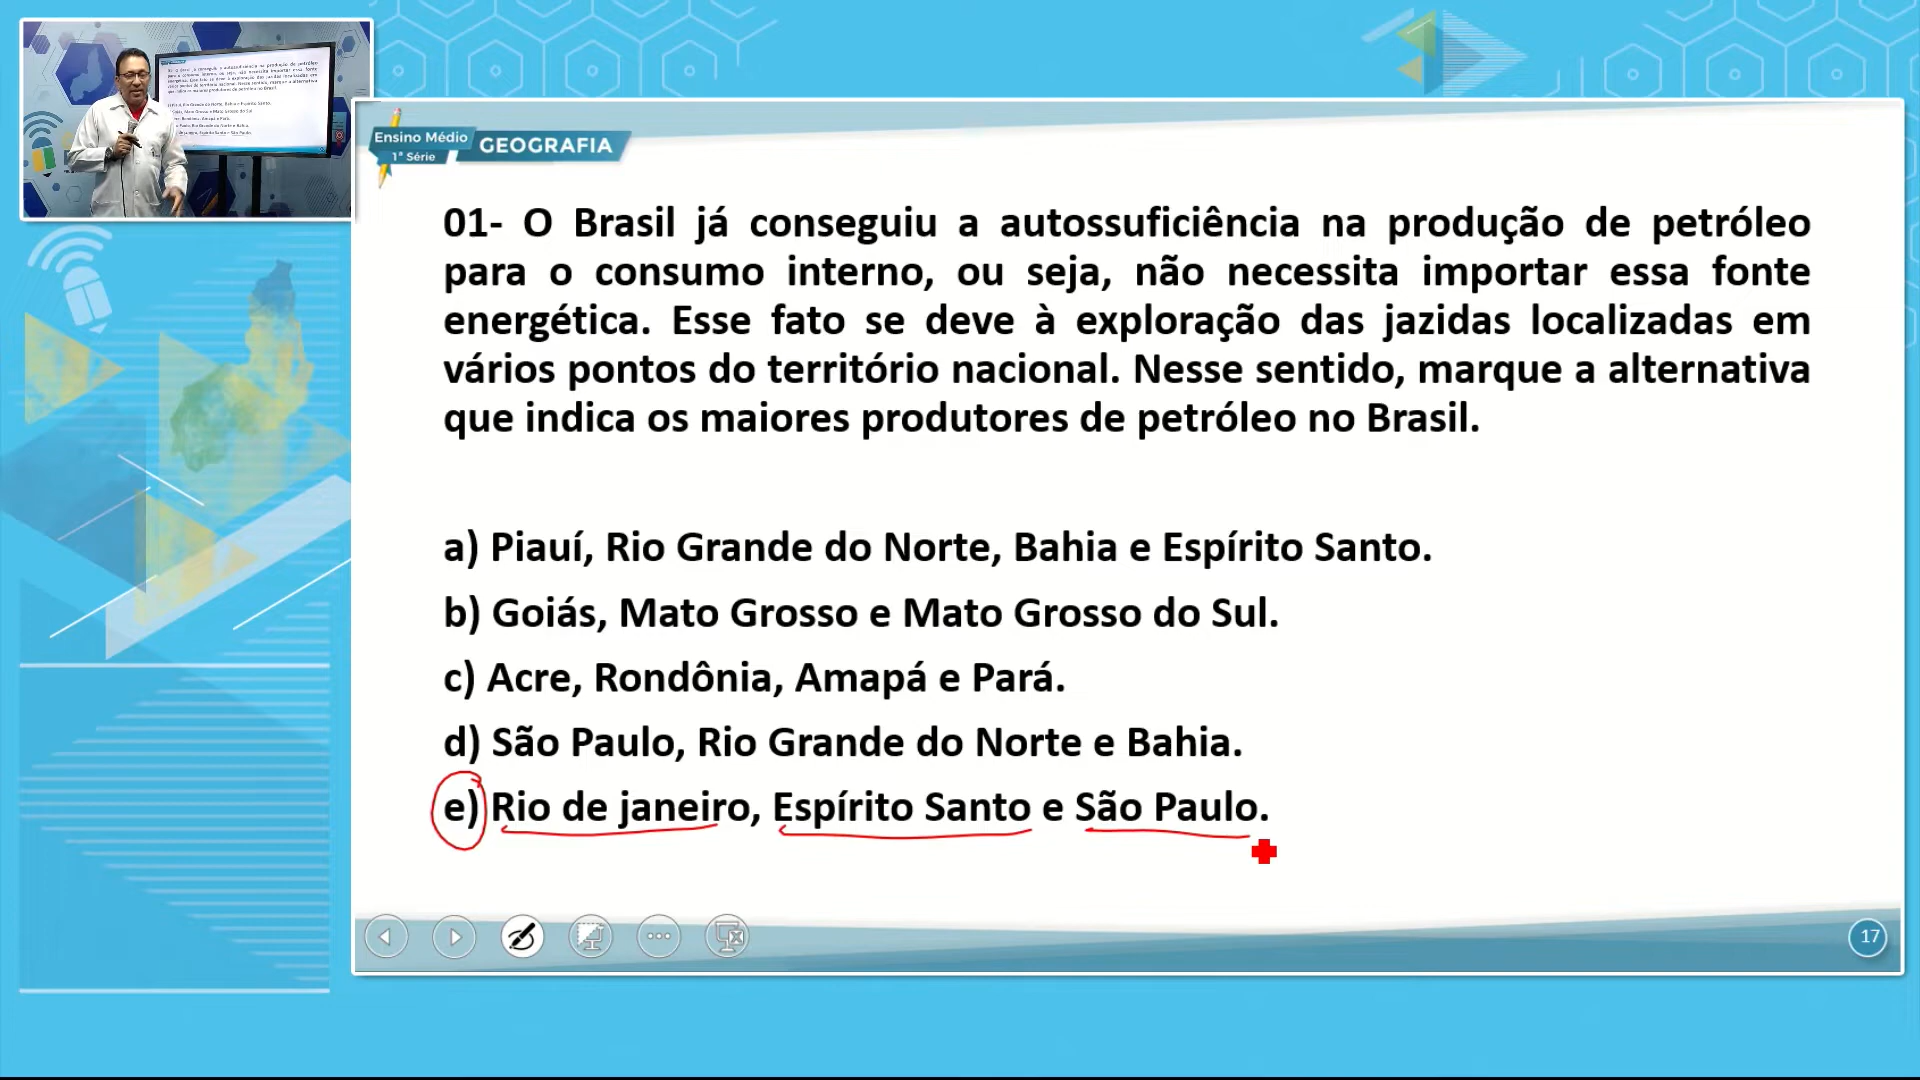 Ensino Médio
1ª Série
GEOGRAFIA
01- O Brasil já conseguiu a autossuficiência na produção de petróleo
para o consumo interno, ou seja, não necessita importar essa fonte
energética. Esse fato se deve à exploração das jazidas localizadas em
vários pontos do território nacional. Nesse sentido, marque a alternativa
que indica os maiores produtores de petróleo no Brasil.
a) Piauí, Rio Grande do Norte, Bahia e Espírito Santo.
b) Goiás, Mato Grosso e Mato Grosso do Sul.
c) Acre, Rondônia, Amapá e Pará.
d) São Paulo, Rio Grande do Norte e Bahia.
e) Rio de janeiro, Espírito Santo e São Paulo.
17